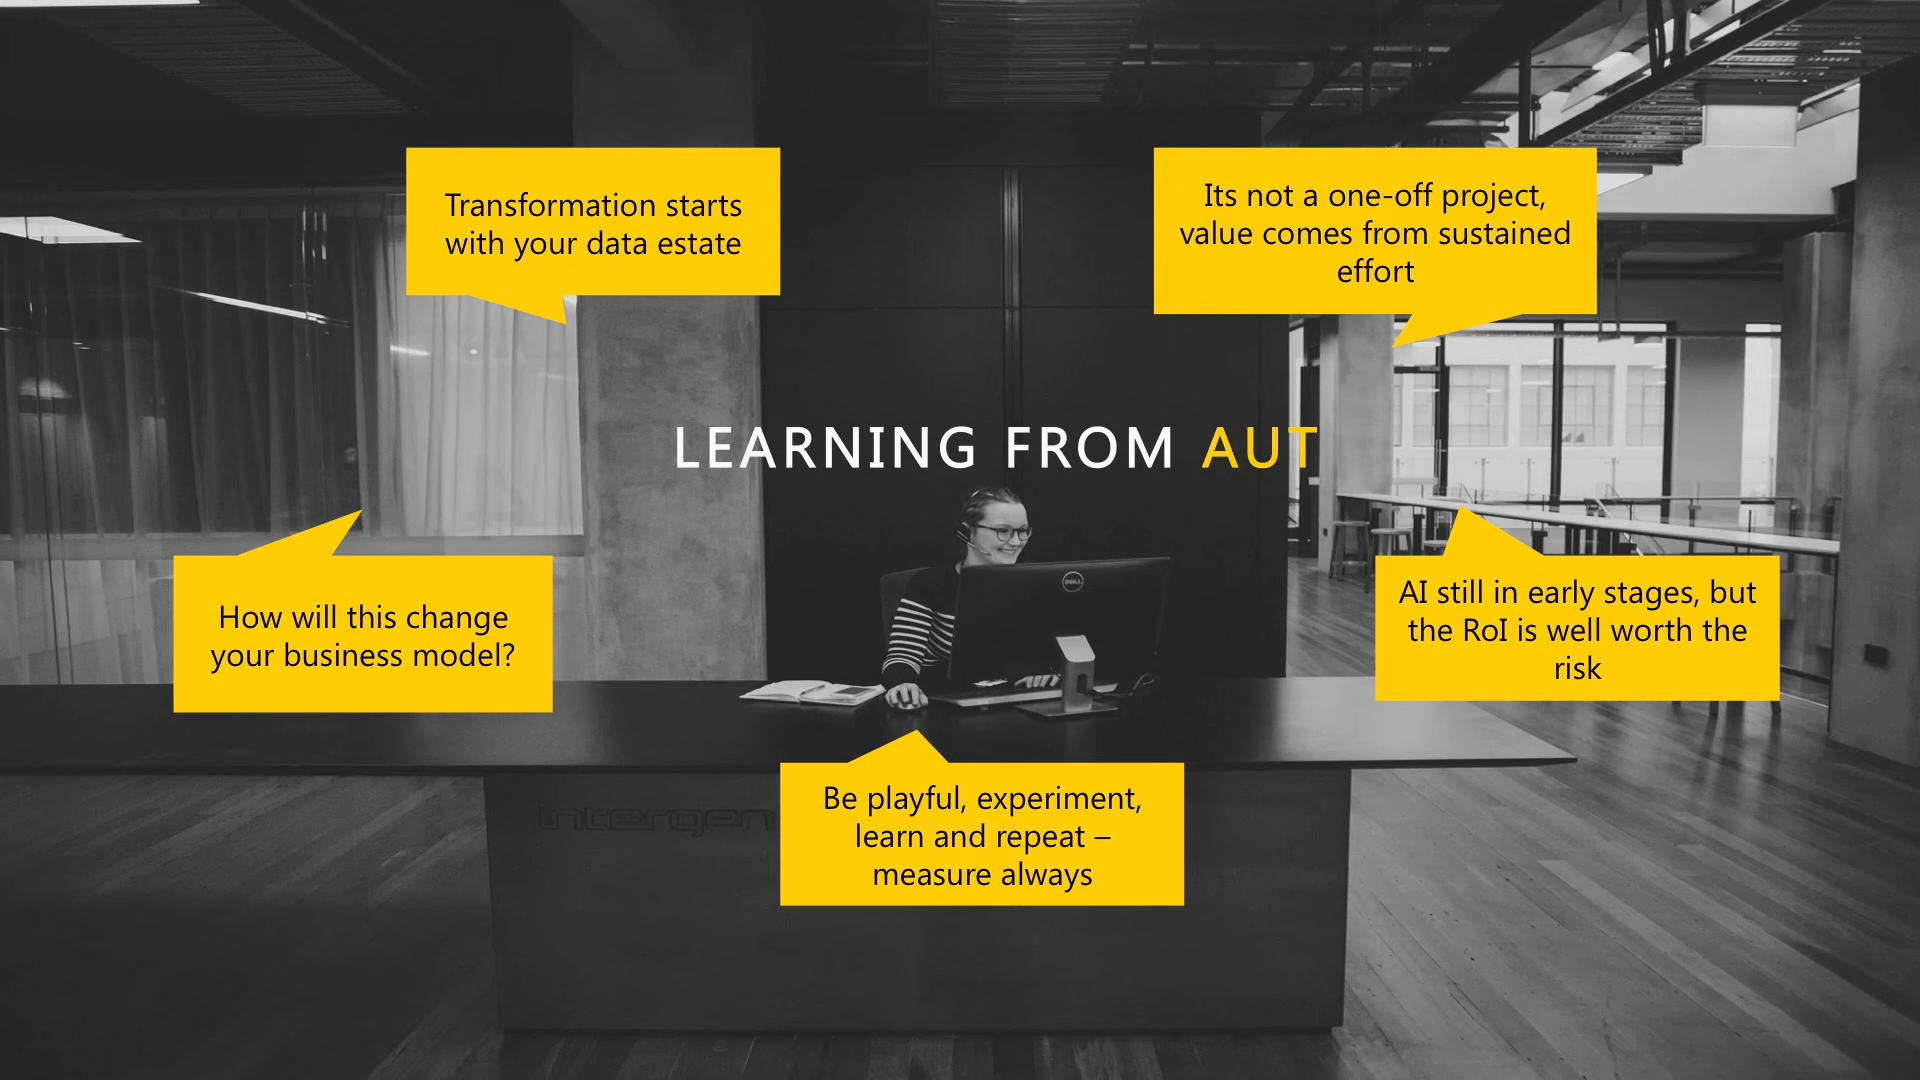 Transformation starts
with your data estate
Its not a one-off project,
value comes from sustained
effort
LEARNING FROM AUT
How will this change
your business model?
AI still in early stages, but
the RoI is well worth the
risk
DELL
Be playful, experiment,
learn and repeat –
measure always
intergen